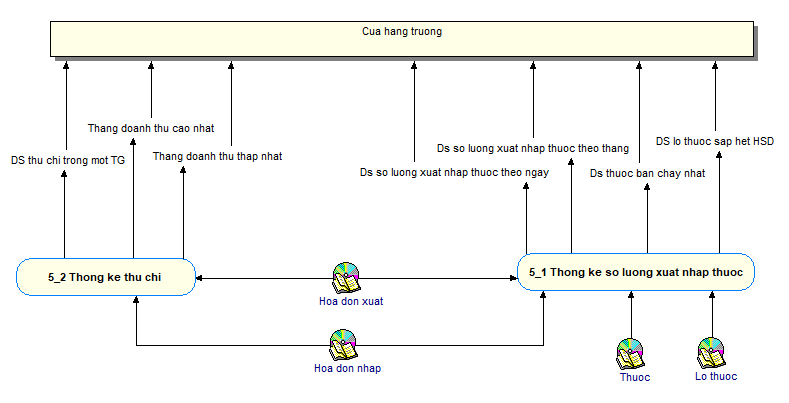 Cua hang truong
Thang doanh thu cao nhat
DS thu chi trong mot TG
Thang doanh thu thap nhat
Ds so luong xuat nhap thuoc theo thang
DS lo thuoc sap het HSD
Ds so luong xuat nhap thuoc theo ngay
Ds thuoc ban chay nhat
5_2 Thong ke thu chi
5_1 Thong ke so luong xuat nhap thuoc
Hoa don xuat
Hoa don nhap
Thuoc
Lo thuoc